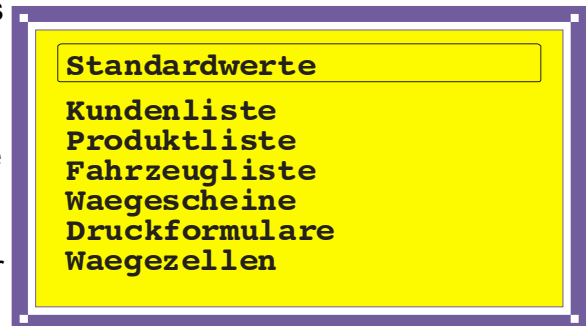 Standardwerte
Kundenliste
Produktliste
Fahrzeugliste
Waegescheine
Druckformulare
Waegezellen